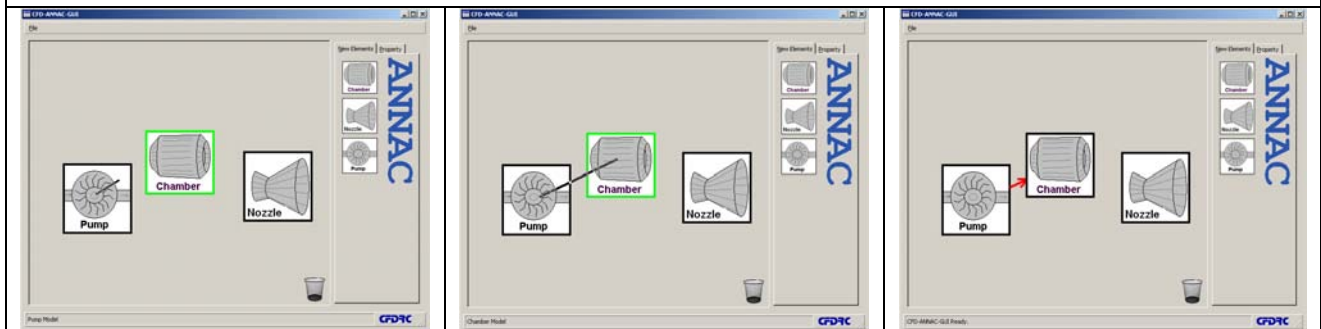 CFD-ANNAC-GUI
File
New Elements Property
Chamber
Nozzle
Pump
ANNAC
Chamber
Pump
Nozzle
Pump Model
CFDRC
CFD-ANNAC-GUI
File
New Elements Property
Chamber
Nozzle
Pump
ANNAC
Chamber
Pump
Nozzle
Chamber Model
CFDRC
CFD-ANNAC-GUI
File
New Elements Property
Chamber
Nozzle
Pump
ANNAC
Chamber
Pump
Nozzle
CFD-ANNAC-GUI Ready.
CFDRC